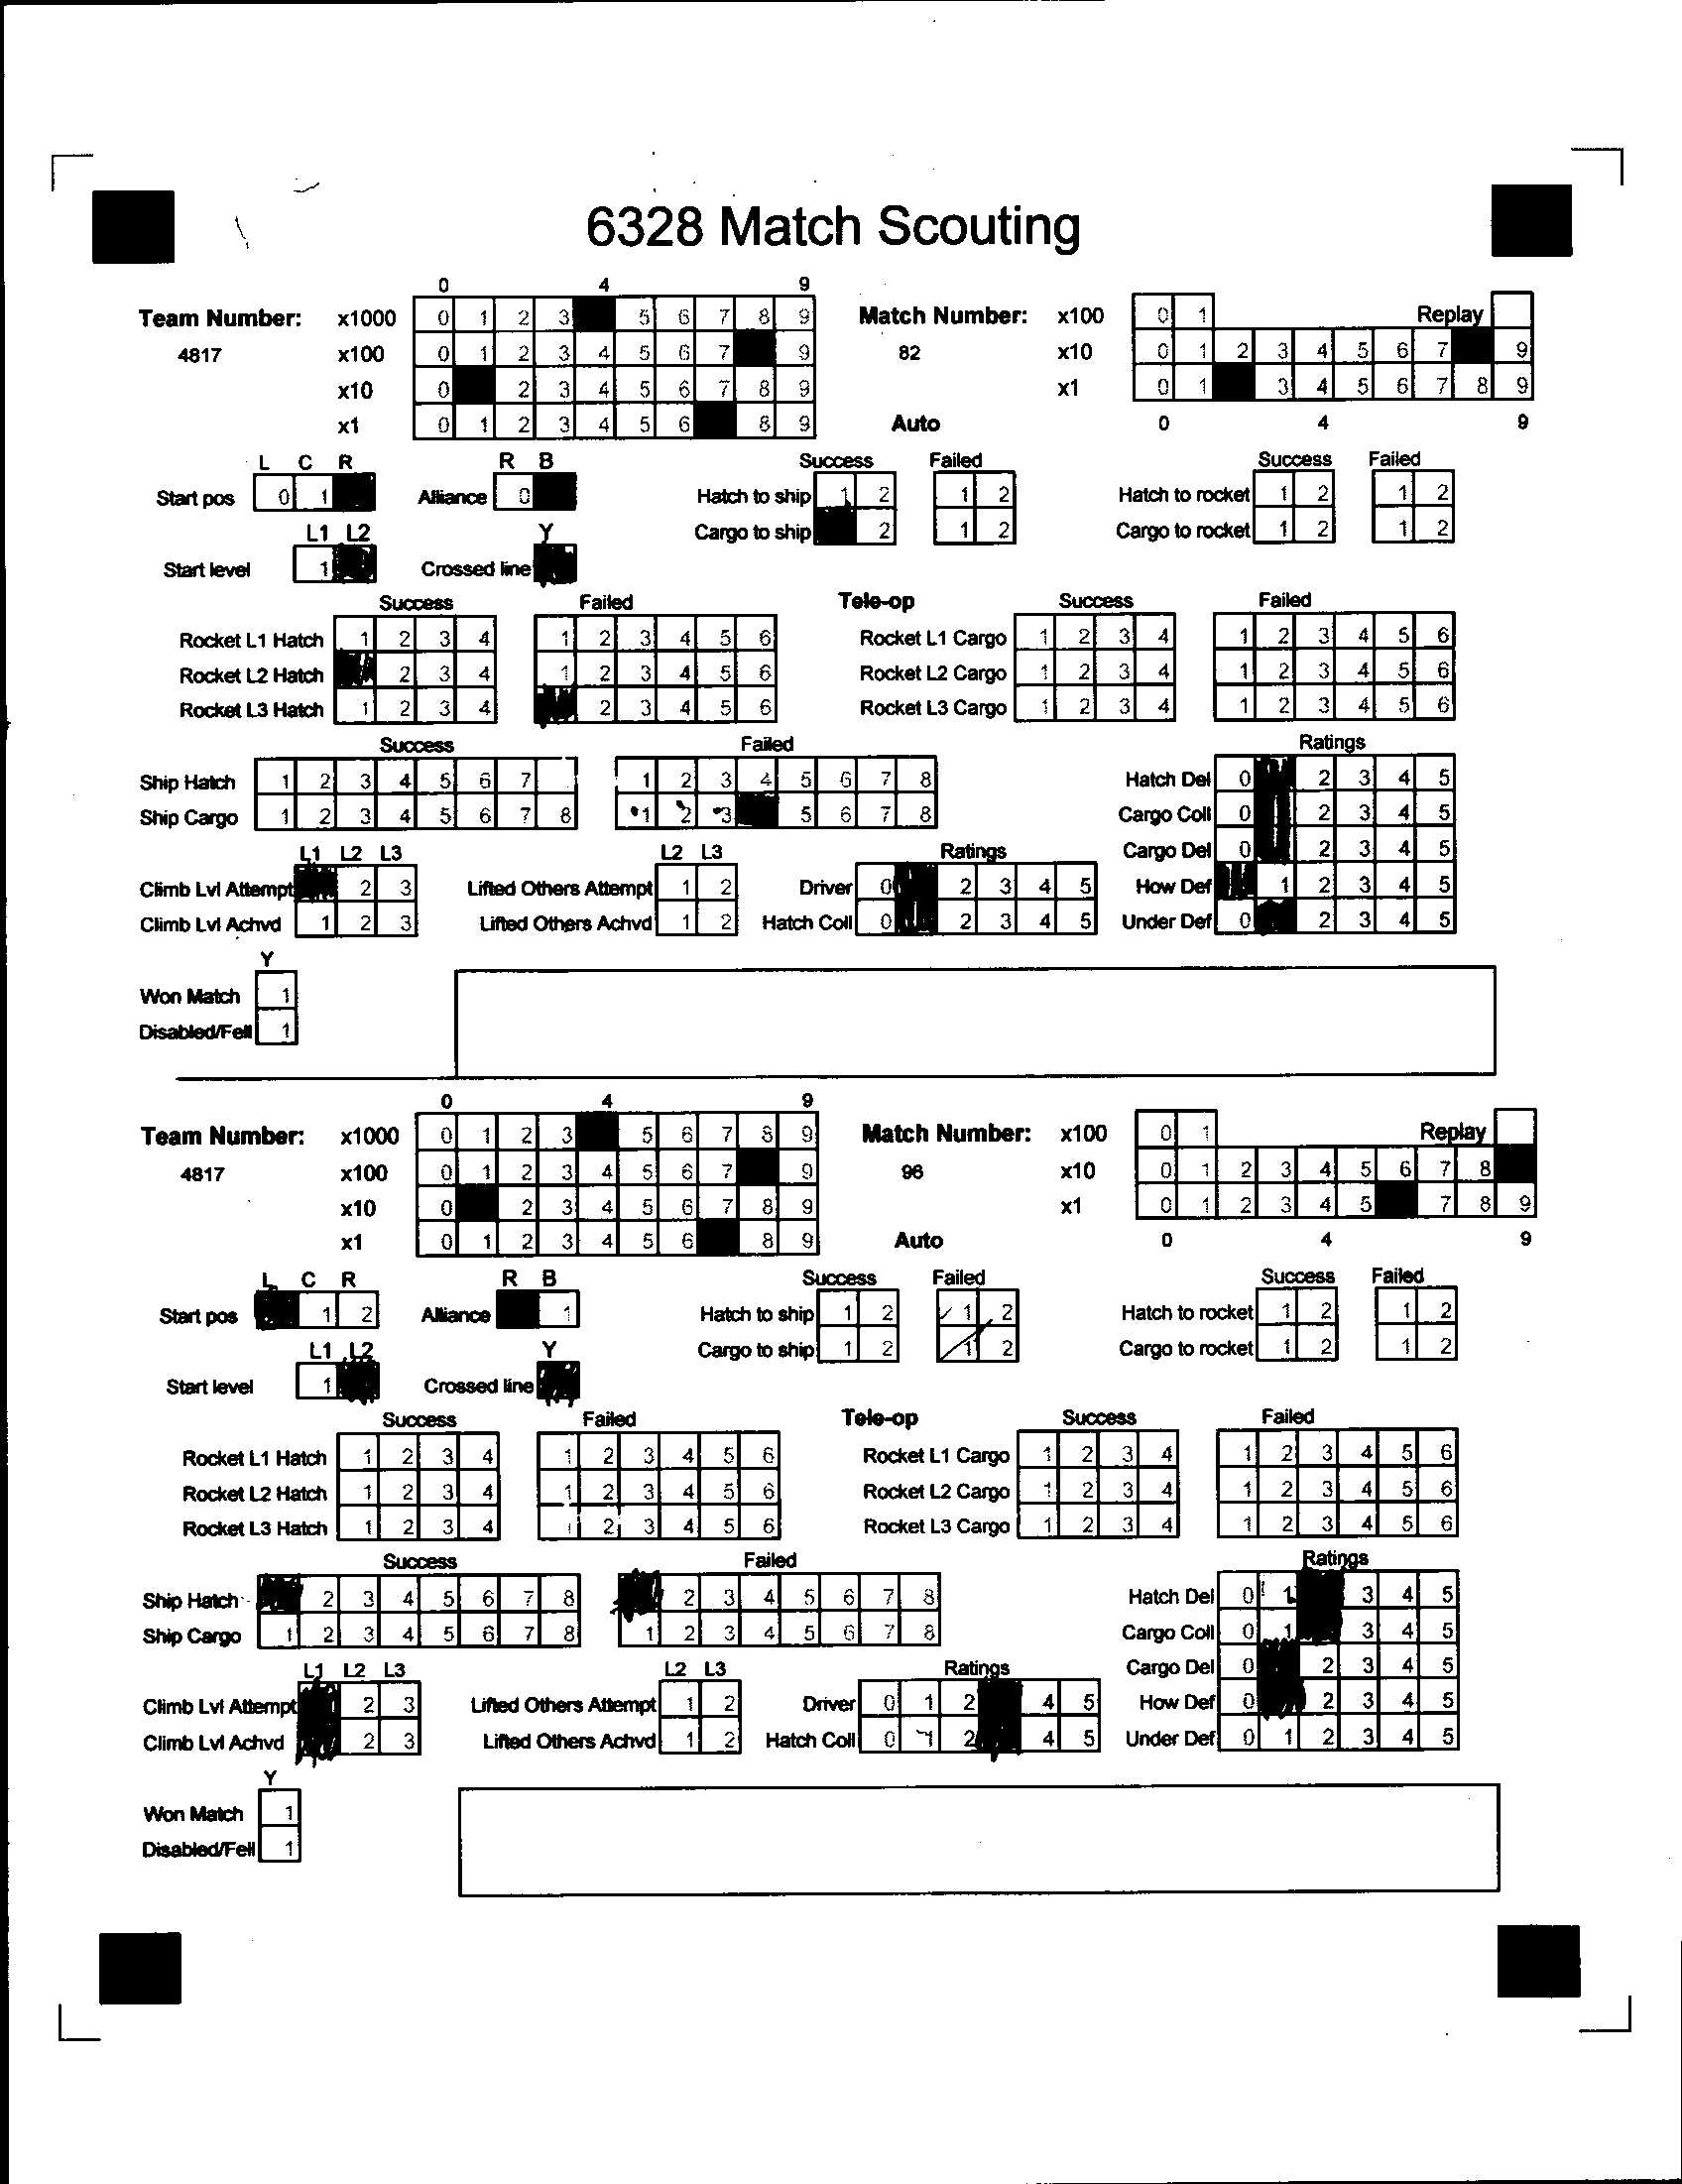 6328 Match Scouting
0 4 9
Team Number: x1000 0 1 2 3 5 6 7 8 9 Match Number: x100 0 1 Replay
4817 x100 0 1 2 3 4 5 6 7 9 82 x10 0 1 2 3 4 5 6 7 9
x10 0 2 3 4 5 6 7 8 9 x1 0 1 3 4 5 6 7 8 9
x1 0 1 2 3 4 5 6 8 9 Auto 0 4 9
L C R R B Success Failed Success Failed
Start pos 0 1 Alliance 0 Hatch to ship 1 2 1 2 Hatch to rocket 1 2 1 2
L1 L2 Y Cargo to ship 2 1 2 Cargo to rocket 1 2 1 2
Start level 1 Crossed line
Success Failed Tele-op Success Failed
Rocket L1 Hatch 1 2 3 4 1 2 3 4 5 6 Rocket L1 Cargo 1 2 3 4 1 2 3 4 5 6
Rocket L2 Hatch 2 3 4 1 2 3 4 5 6 Rocket L2 Cargo 1 2 3 4 1 2 3 4 5 6
Rocket L3 Hatch 1 2 3 4 2 3 4 5 6 Rocket L3 Cargo 1 2 3 4 1 2 3 4 5 6
Success Failed Ratings
Ship Hatch 1 2 3 4 5 6 7 1 2 3 4 5 6 7 8 Hatch Del 0 2 3 4 5
Ship Cargo 1 2 3 4 5 6 7 8 1 2 3 5 6 7 8 Cargo Coll 0 2 3 4 5
L1 L2 L3 L2 L3 Ratings Cargo Del 0 2 3 4 5
Climb Lvl Attempt 2 3 Lifted Others Attempt 1 2 Driver 0 2 3 4 5 How Def 1 2 3 4 5
Climb Lvl Achvd 1 2 3 Lifted Others Achvd 1 2 Hatch Coll 0 2 3 4 5 Under Def 0 2 3 4 5
Y
Won Match 1
Disabled/Fell 1
0 4 9
Team Number: x1000 0 1 2 3 5 6 7 8 9 Match Number: x100 0 1 Replay
4817 x100 0 1 2 3 4 5 6 7 9 96 x10 0 1 2 3 4 5 6 7 8
x10 0 2 3 4 5 6 7 8 9 x1 0 1 2 3 4 5 7 8 9
x1 0 1 2 3 4 5 6 8 9 Auto 0 4 9
L C R R B Success Failed Success Failed
Start pos 1 2 Alliance 1 Hatch to ship 1 2 1 2 Hatch to rocket 1 2 1 2
L1 L2 Y Cargo to ship 1 2 1 2 Cargo to rocket 1 2 1 2
Start level 1 Crossed line
Success Failed Tele-op Success Failed
Rocket L1 Hatch 1 2 3 4 1 2 3 4 5 6 Rocket L1 Cargo 1 2 3 4 1 2 3 4 5 6
Rocket L2 Hatch 1 2 3 4 1 2 3 4 5 6 Rocket L2 Cargo 1 2 3 4 1 2 3 4 5 6
Rocket L3 Hatch 1 2 3 4 1 2 3 4 5 6 Rocket L3 Cargo 1 2 3 4 1 2 3 4 5 6
Success Failed Ratings
Ship Hatch 2 3 4 5 6 7 8 2 3 4 5 6 7 8 Hatch Del 0 1 3 4 5
Ship Cargo 1 2 3 4 5 6 7 8 1 2 3 4 5 6 7 8 Cargo Coll 0 1 3 4 5
L1 L2 L3 L2 L3 Ratings Cargo Del 0 2 3 4 5
Climb Lvl Attempt 2 3 Lifted Others Attempt 1 2 Driver 0 1 2 4 5 How Def 0 2 3 4 5
Climb Lvl Achvd 2 3 Lifted Others Achvd 1 2 Hatch Coll 0 1 2 4 5 Under Def 0 1 2 3 4 5
Y
Won Match 1
Disabled/Fell 1